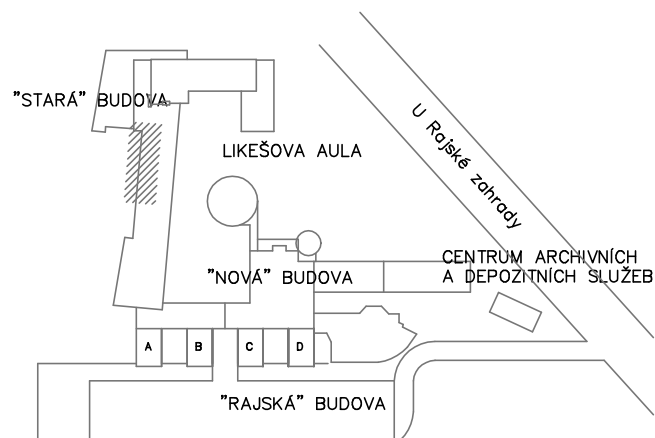 "STARÁ" BUDOVA
U Rajské zahrady
LIKEŠOVA AULA
CENTRUM ARCHIVNÍCH
A DEPOZITNÍCH SLUŽEB
"NOVÁ" BUDOVA
A B C D
"RAJSKÁ" BUDOVA